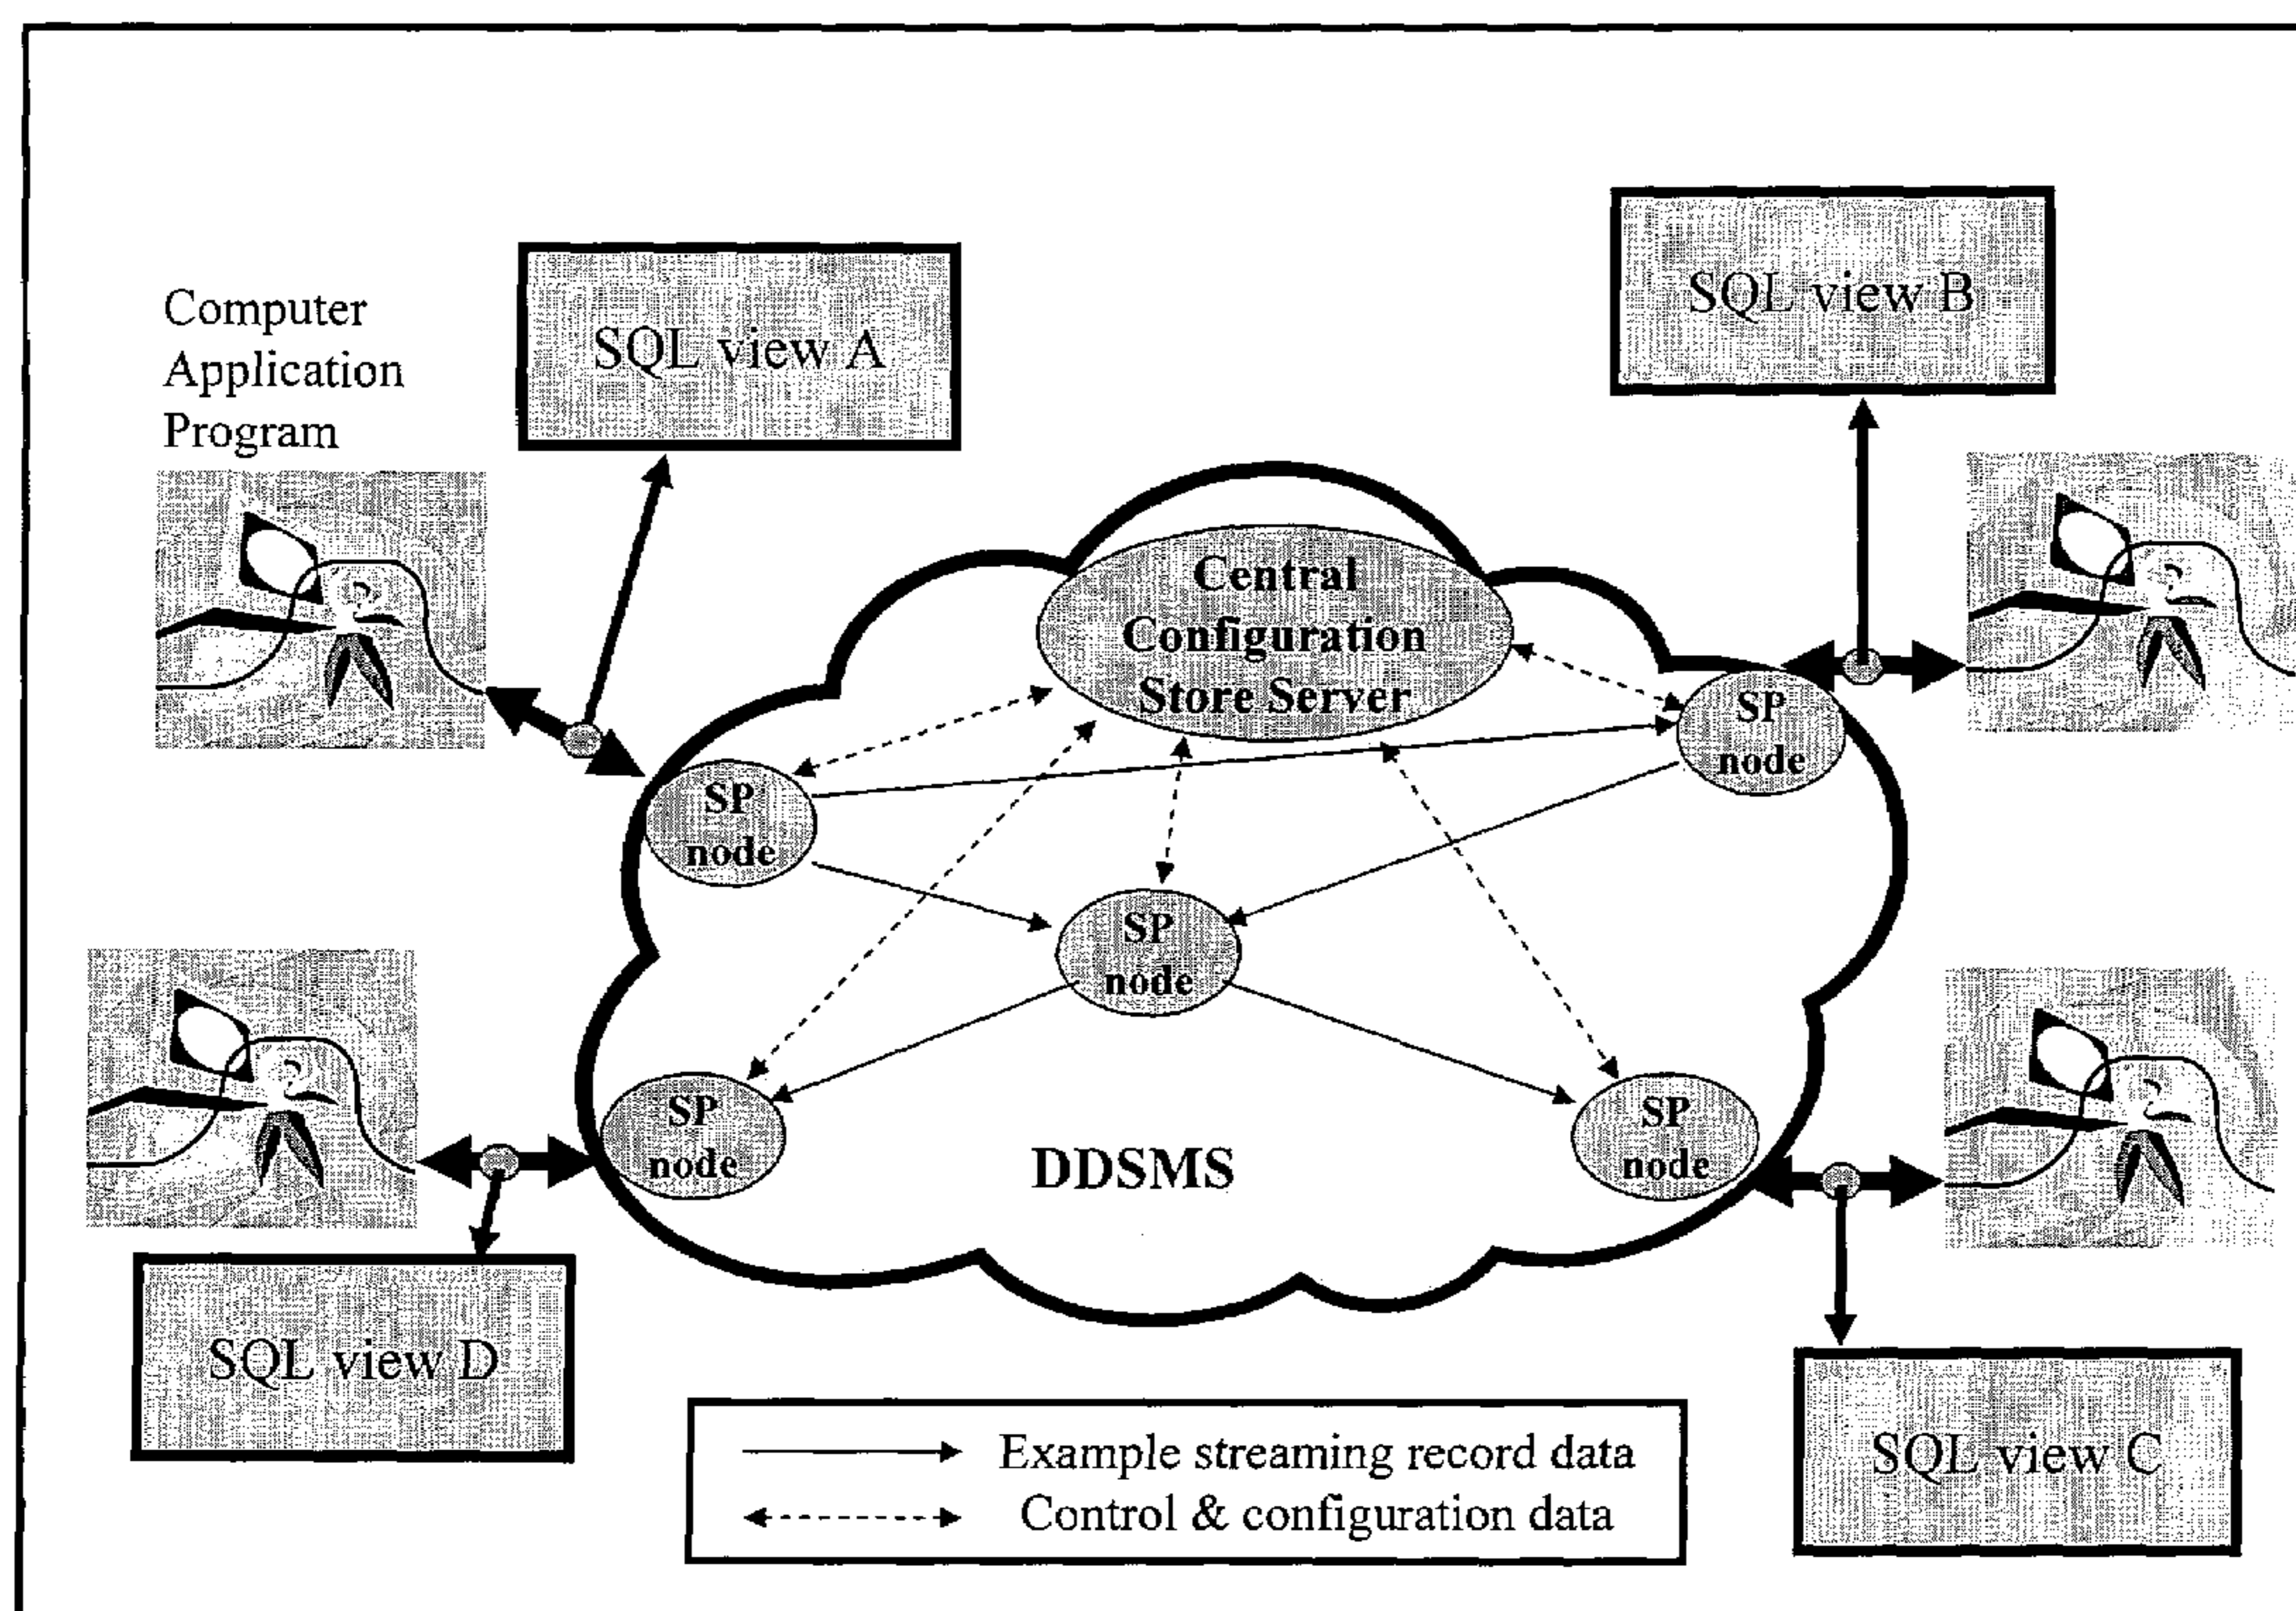 Computer
Application
Program
SQL view A
SQL view B
Central
Configuration
Store Server
SP
node
SP
node
SP
node
SP
node
SP
node
DDSMS
SQL view D
SQL view C
Example streaming record data
Control & configuration data